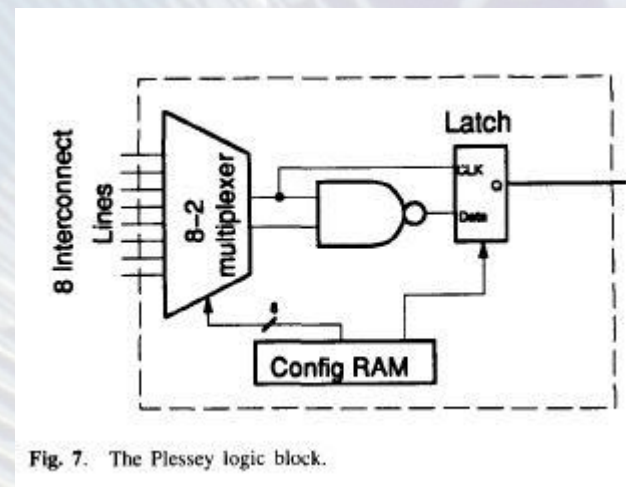 8 Interconnect
Lines
8-2
multiplexer
8
Latch
CLK
Q
Data
Config RAM
Fig. 7. The Plessey logic block.